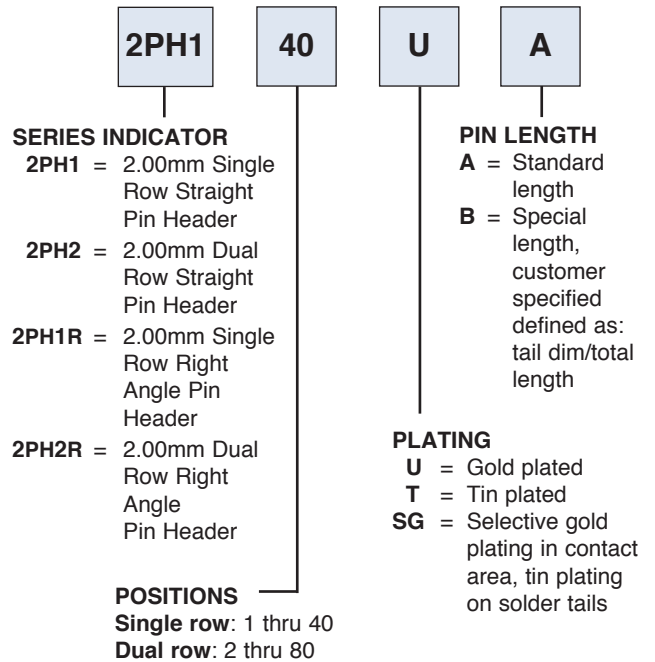 2PH1 40 U A
SERIES INDICATOR
2PH1 = 2.00mm Single
Row Straight
Pin Header
2PH2 = 2.00mm Dual
Row Straight
Pin Header
2PH1R = 2.00mm Single
Row Right
Angle Pin
Header
2PH2R = 2.00mm Dual
Row Right
Angle
Pin Header
POSITIONS
Single row: 1 thru 40
Dual row: 2 thru 80
PLATING
U = Gold plated
T = Tin plated
SG = Selective gold
plating in contact
area, tin plating
on solder tails
PIN LENGTH
A = Standard
length
B = Special
length,
customer
specified
defined as:
tail dim/total
length